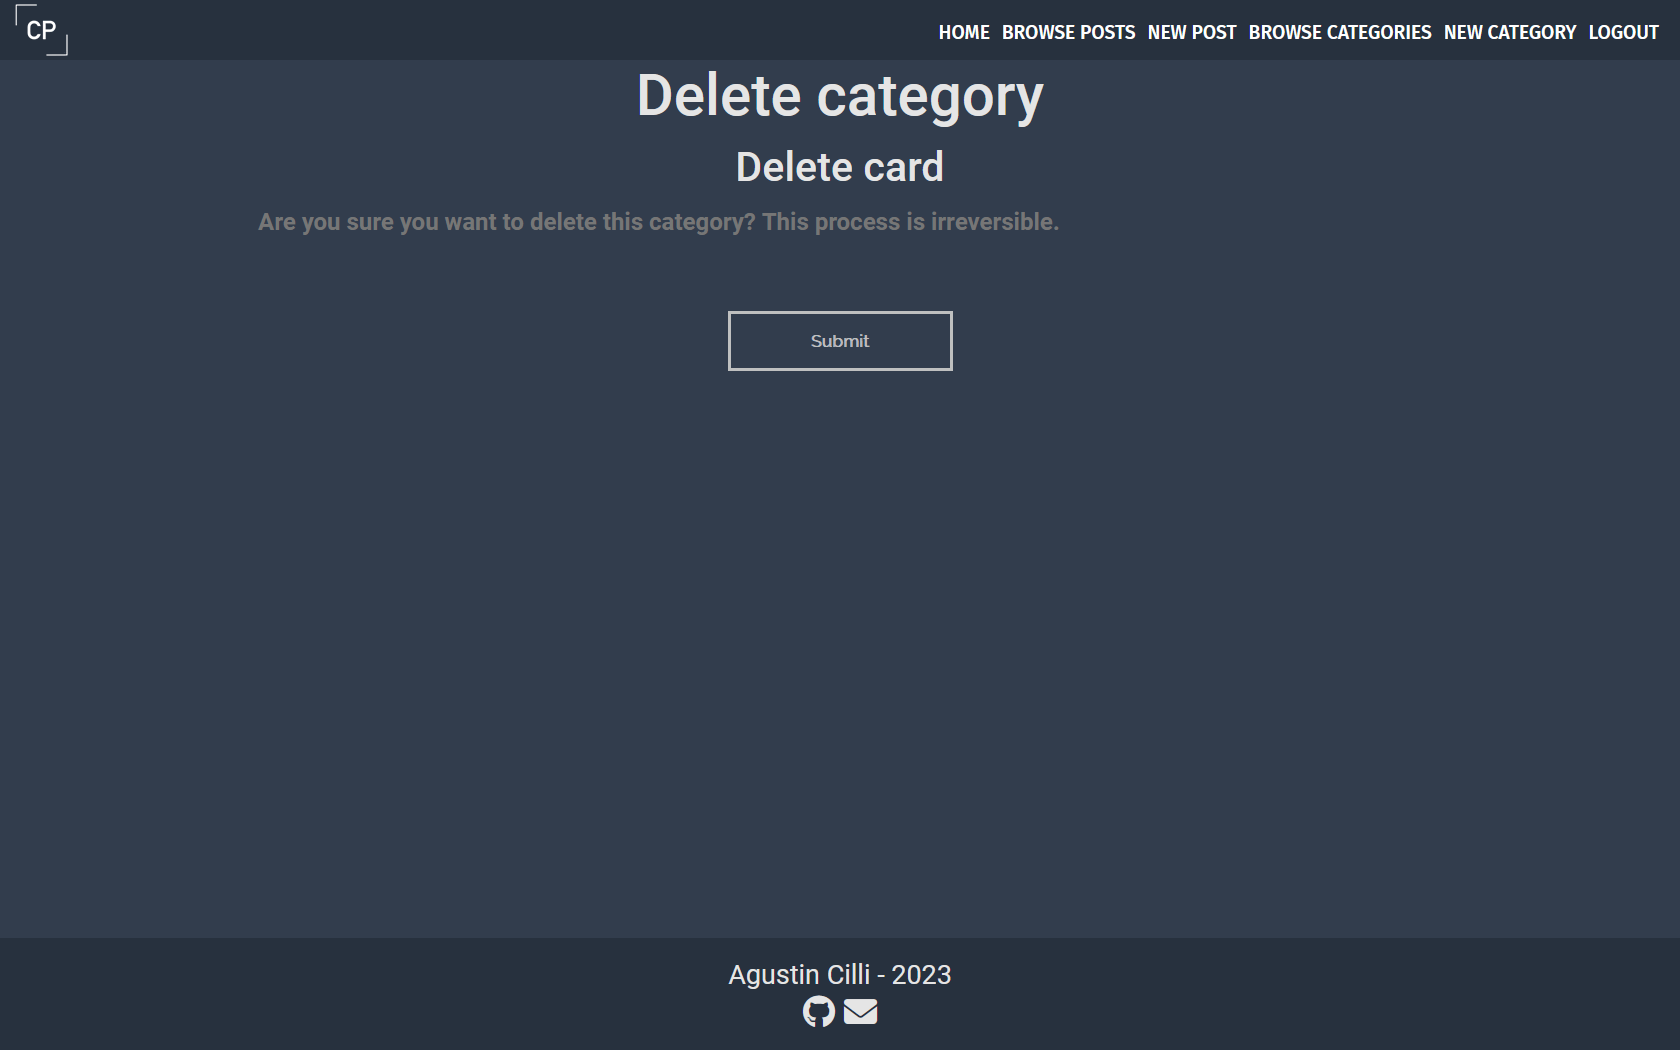 CP
HOME BROWSE POSTS NEW POST BROWSE CATEGORIES NEW CATEGORY LOGOUT
Delete category
Delete card
Are you sure you want to delete this category? This process is irreversible.
Submit
Agustin Cilli - 2023